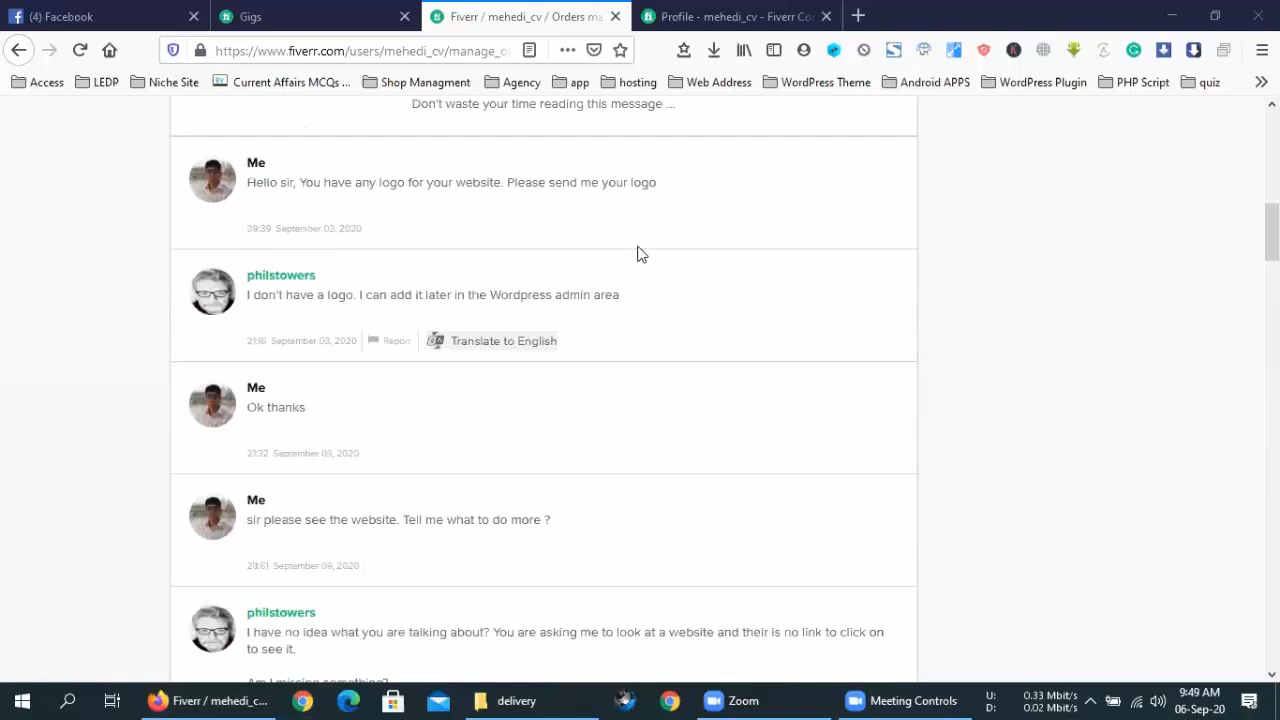 (4) Facebook
Gigs
Fiverr / mehedi_cv / Orders ma
Profile - mehedi_cv - Fiverr Co
https://www.fiverr.com/users/mehedi_cv/manage_o
Access
LEDP
Niche Site
Current Affairs MCQs ...
Shop Managment
Agency
app
hosting
Web Address
WordPress Theme
Android APPS
WordPress Plugin
PHP Script
quiz
Don't waste your time reading this message ...
Me
Hello sir, You have any logo for your website. Please send me your logo
September 03, 2020
philstowers
I don't have a logo. I can add it later in the Wordpress admin area
September 03, 2020 Report Translate to English
Me
Ok thanks
September 2020
Me
sir please see the website. Tell me what to do more ?
September 2020
philstowers
I have no idea what you are talking about? You are asking me to look at a website and their is no link to click on
to see it.
Am I missing something?
Fiverr / mehedi_c...
delivery
Zoom
Meeting Controls
U: 0.33 Mbit/s
D: 0.02 Mbit/s
9:49 AM
06-Sep-20